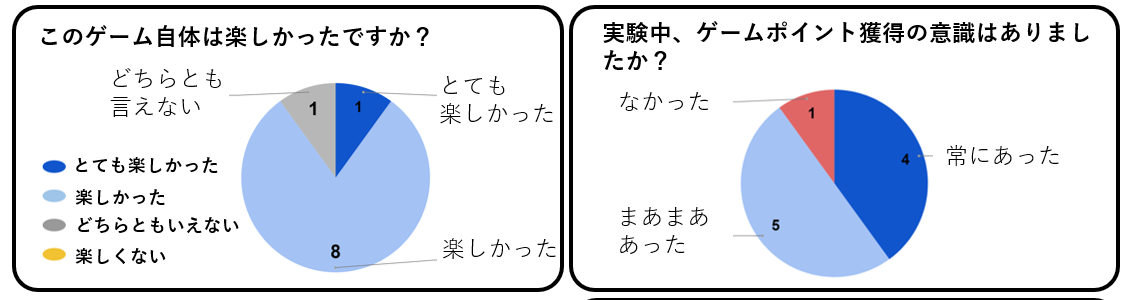 このゲーム自体は楽しかったですか？
どちらとも
言えない
とても
楽しかった
1
1
とても楽しかった
楽しかった
どちらともいえない
楽しくない
8
楽しかった
実験中、ゲームポイント獲得の意識はありまし
たか？
なかった
1
4
常にあった
まあまあ
あった
5